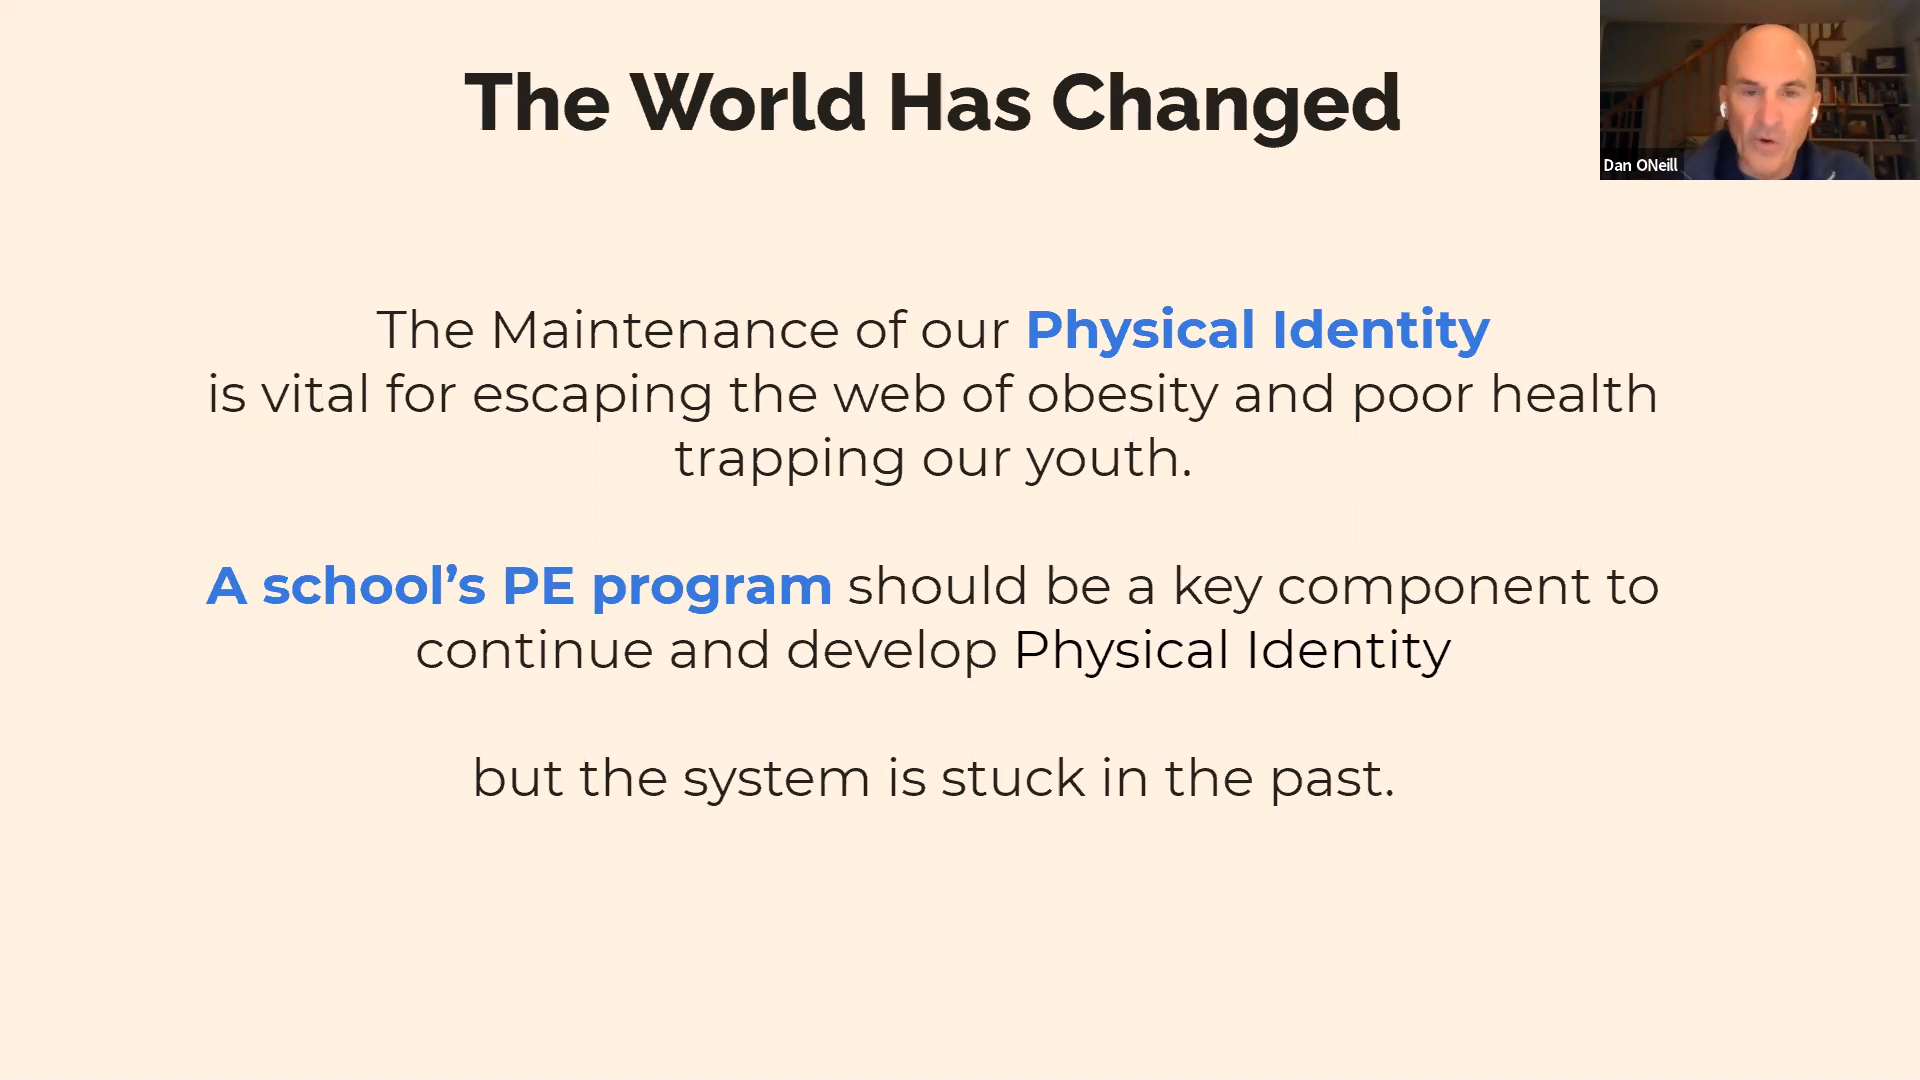 The World Has Changed
Dan ONeill
The Maintenance of our Physical Identity
is vital for escaping the web of obesity and poor health
trapping our youth.
A school’s PE program should be a key component to
continue and develop Physical Identity
but the system is stuck in the past.